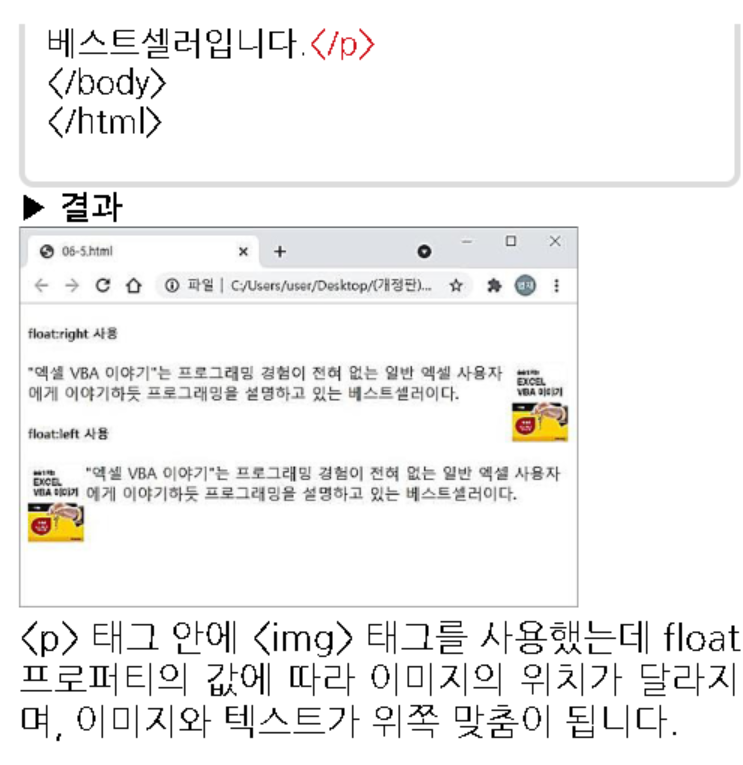 베스트셀러입니다.</p>
</body>
</html>
▶ 결과
06-5.html
파일 | C:/Users/user/Desktop/(개정판)...
float:right 사용
"엑셀 VBA 이야기"는 프로그래밍 경험이 전혀 없는 일반 엑셀 사용자
에게 이야기하듯 프로그래밍을 설명하고 있는 베스트셀러이다.
EXCEL
VBA 이야기
float:left 사용
"엑셀 VBA 이야기"는 프로그래밍 경험이 전혀 없는 일반 엑셀 사용자
에게 이야기하듯 프로그래밍을 설명하고 있는 베스트셀러이다.
EXCEL
VBA 이야기
<p> 태그 안에 <img> 태그를 사용했는데 float
프로퍼티의 값에 따라 이미지의 위치가 달라지
며, 이미지와 텍스트가 위쪽 맞춤이 됩니다.